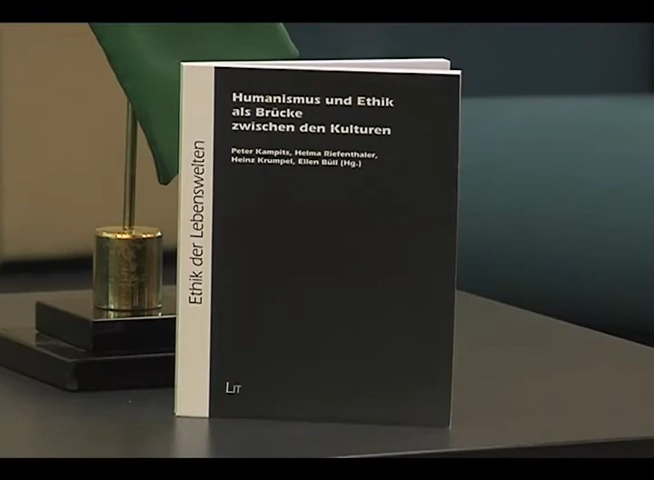 Humanismus und Ethik
als Brücke
zwischen den Kulturen
Peter Kampits, Helma Riefenthaler,
Heinz Krumpel, Ellen Büll (Hg.)
Ethik der Lebenswelten
LIT